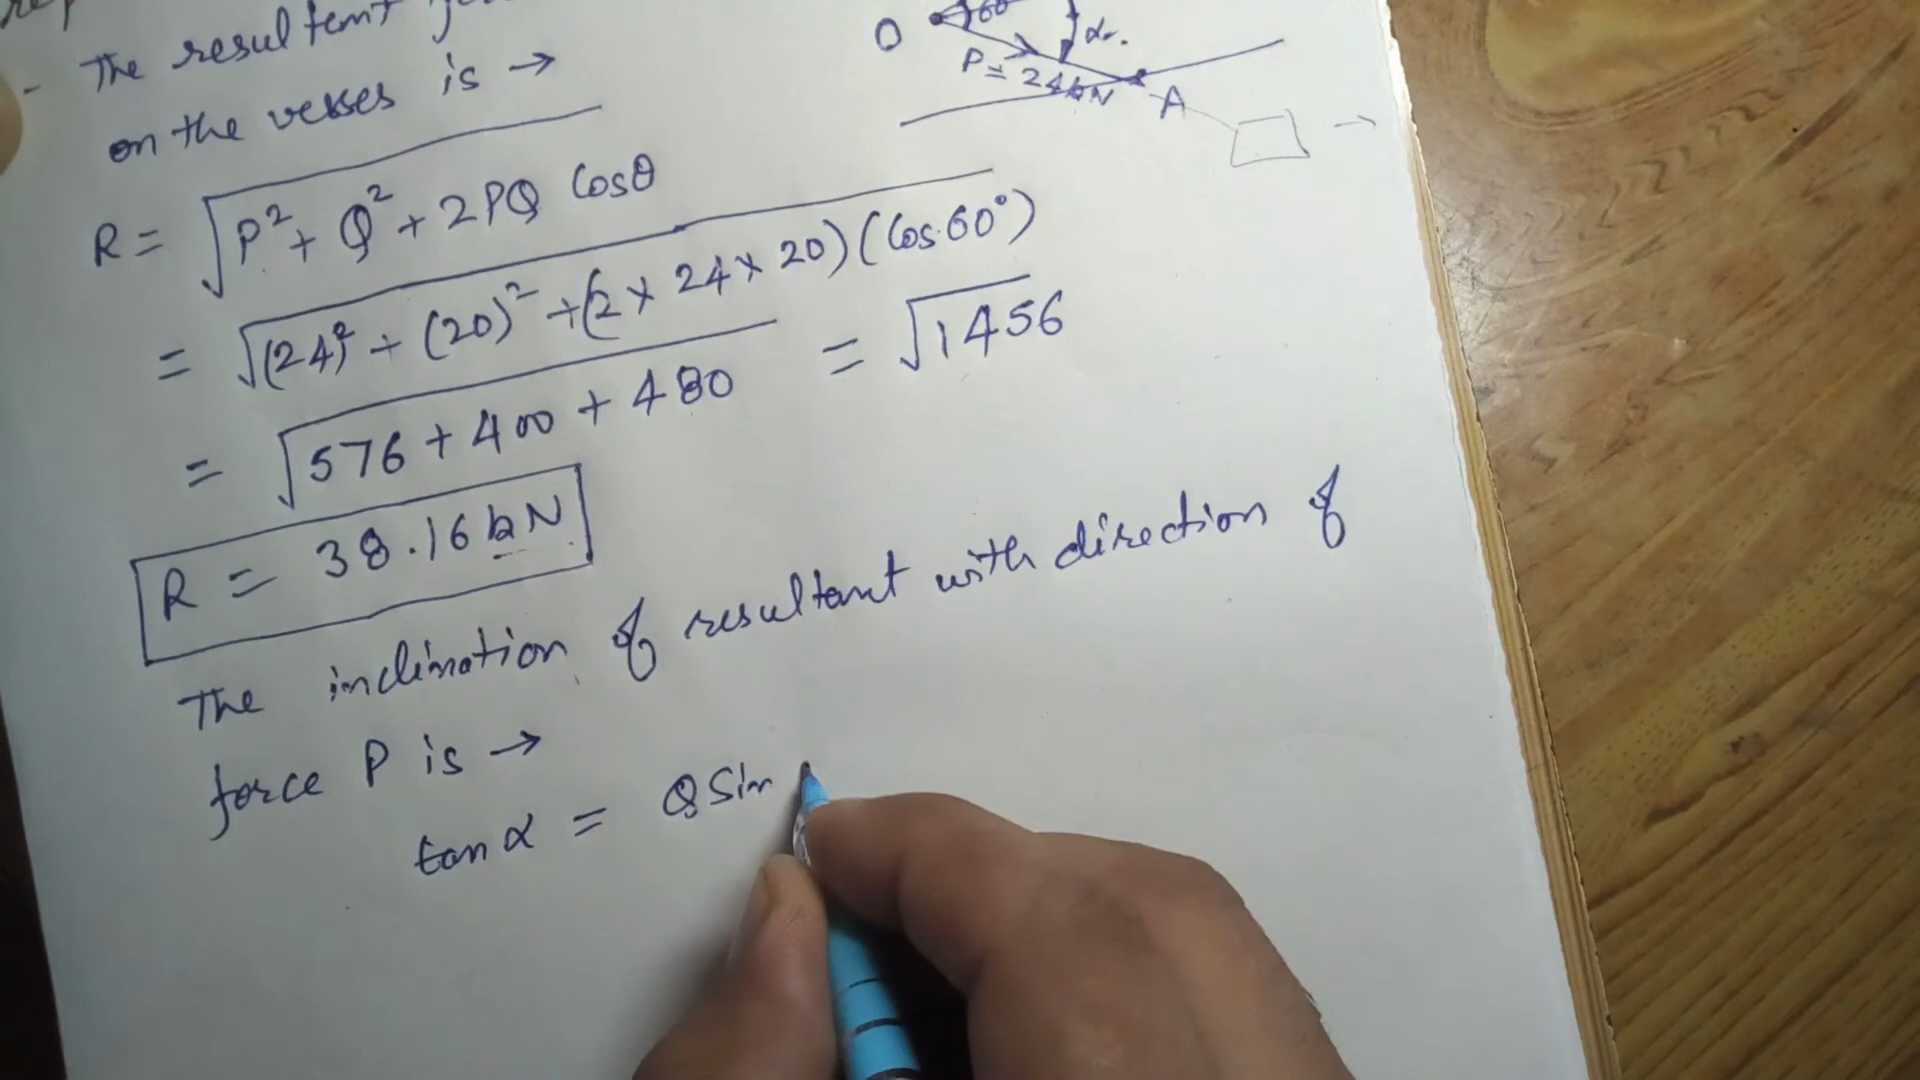 The resultent
on the vesses is →
O 60 α
P = 24kN A
R = √P² + Q² + 2PQ Cosθ
= √(24)² + (20)² + (2 × 24 × 20)(Cos 60°)
= √576 + 400 + 480 = √1456
R = 38.16 kN
The inclination of resultant with direction of
force P is →
tan α = Q Sin